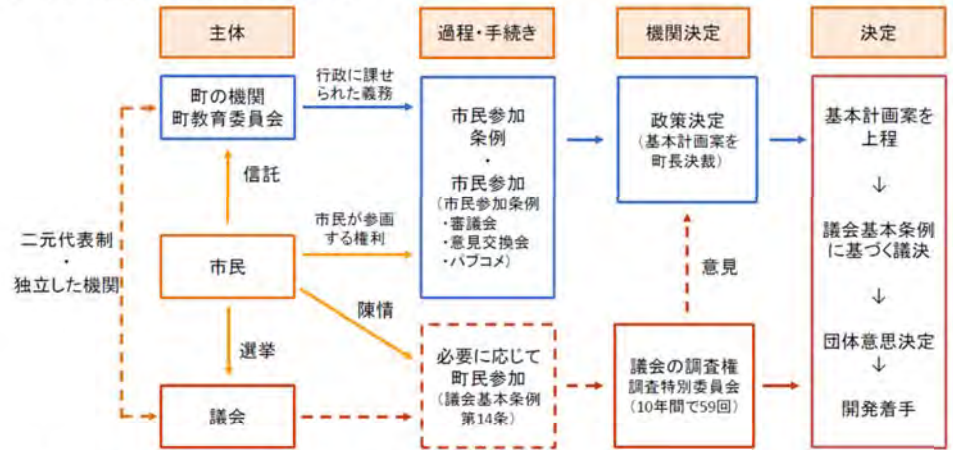 主体
過程・手続き
機関決定
決定
町の機関
町教育委員会
行政に課せ
られた義務
市民参加
条例
・
市民参加
(市民参加条例
・審議会
・意見交換会
・パブコメ)
政策決定
(基本計画案を
町長決裁)
基本計画案を
上程
↓
議会基本条例
に基づく議決
↓
団体意思決定
↓
開発着手
信託
市民が参画
する権利
二元代表制
・
独立した機関
市民
意見
陳情
選挙
必要に応じて
町民参加
(議会基本条例
第14条)
議会の調査権
調査特別委員会
(10年間で59回)
議会